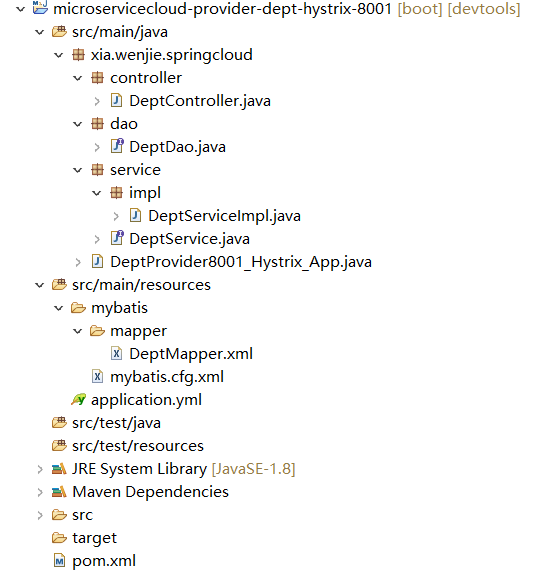 microservicecloud-provider-dept-hystrix-8001 [boot] [devtools]
src/main/java
xia.wenjie.springcloud
controller
DeptController.java
dao
DeptDao.java
service
impl
DeptServiceImpl.java
DeptService.java
DeptProvider8001_Hystrix_App.java
src/main/resources
mybatis
mapper
DeptMapper.xml
mybatis.cfg.xml
application.yml
src/test/java
src/test/resources
JRE System Library [JavaSE-1.8]
Maven Dependencies
src
target
pom.xml